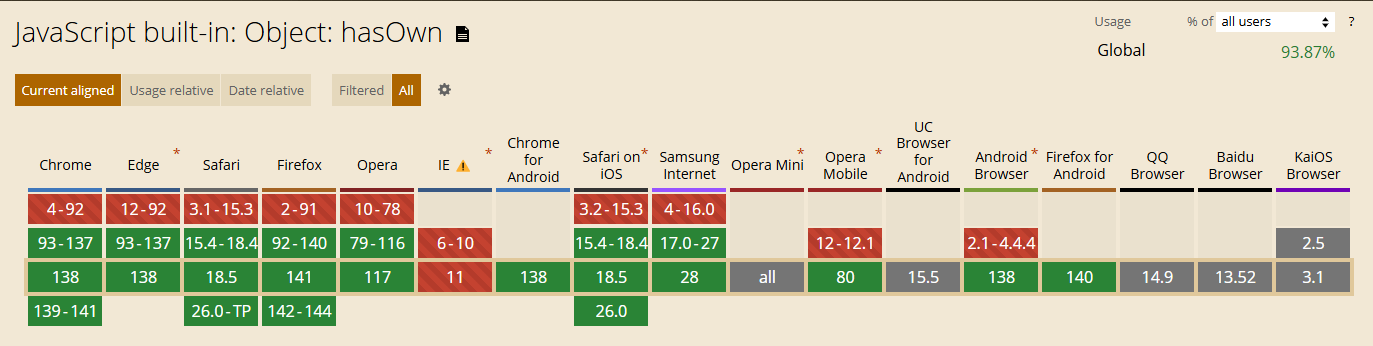 JavaScript built-in: Object: hasOwn
Usage % of all users ?
Global 93.87%
Current aligned Usage relative Date relative Filtered All
Chrome Edge * Safari Firefox Opera IE * Chrome for Android Safari on iOS * Samsung Internet Opera Mini * Opera Mobile * UC Browser for Android Android Browser * Firefox for Android QQ Browser Baidu Browser KaiOS Browser
4-92 12-92 3.1-15.3 2-91 10-78 3.2-15.3 4-16.0
93-137 93-137 15.4-18.4 92-140 79-116 6-10 15.4-18.4 17.0-27 12-12.1 2.1-4.4.4 2.5
138 138 18.5 141 117 11 138 18.5 28 all 80 15.5 138 140 14.9 13.52 3.1
139-141 26.0-TP 142-144 26.0